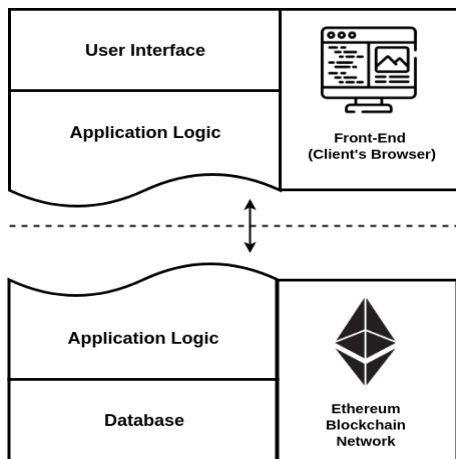 User Interface
Application Logic
Front-End
(Client's Browser)
Application Logic
Database
Ethereum
Blockchain
Network